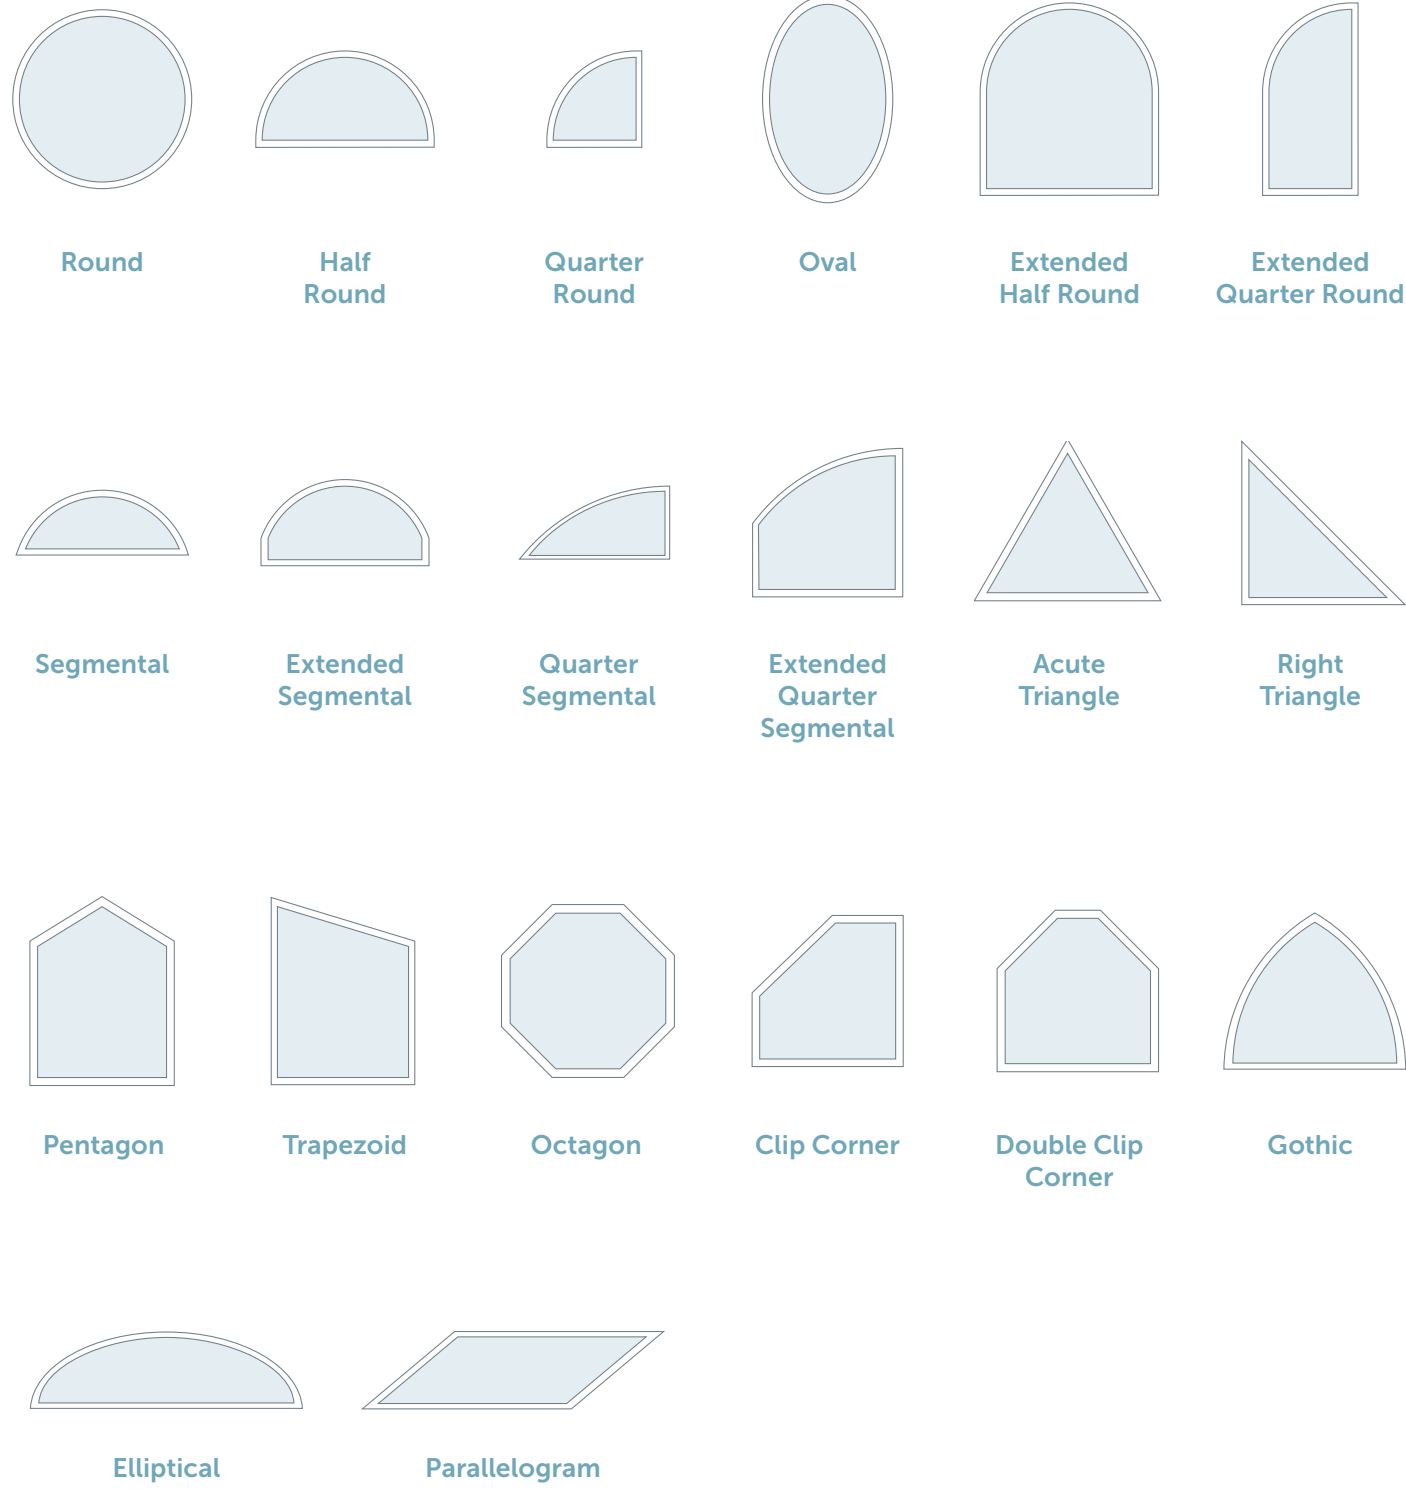 Round
Half
Round
Quarter
Round
Oval
Extended
Half Round
Extended
Quarter Round
Segmental
Extended
Segmental
Quarter
Segmental
Extended
Quarter
Segmental
Acute
Triangle
Right
Triangle
Pentagon
Trapezoid
Octagon
Clip Corner
Double Clip
Corner
Gothic
Elliptical
Parallelogram